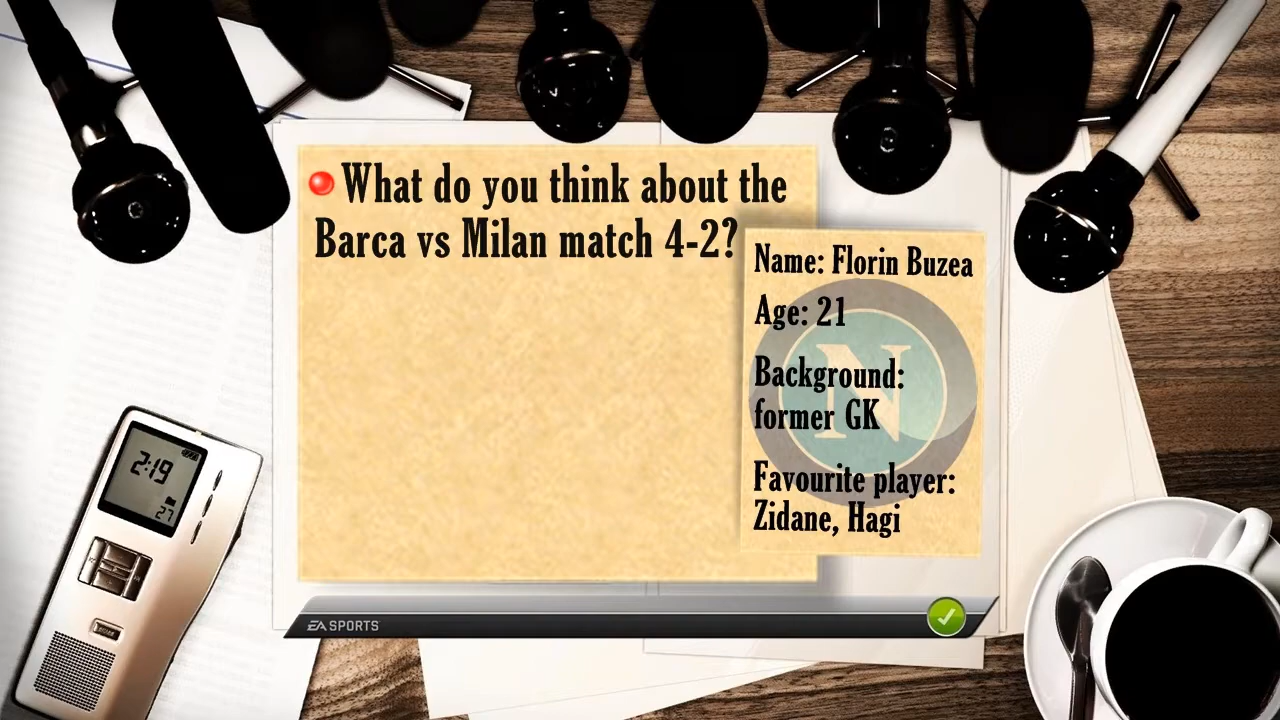 What do you think about the
Barca vs Milan match 4-2?
Name: Florin Buzea
Age: 21
Background:
former GK
Favourite player:
Zidane, Hagi
N
2:19
27
EA SPORTS